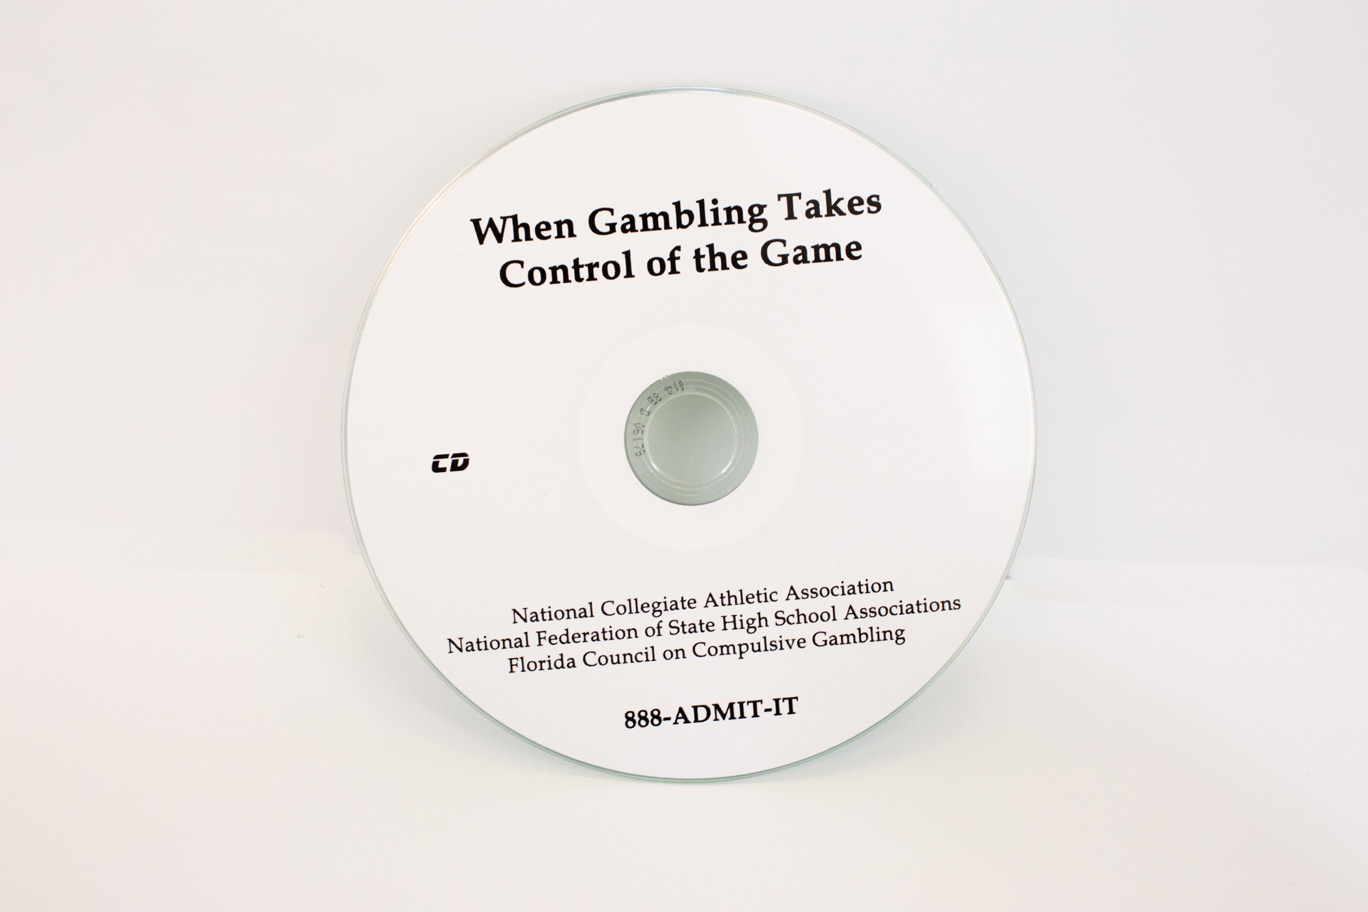 When Gambling Takes
Control of the Game
CD
National Collegiate Athletic Association
National Federation of State High School Associations
Florida Council on Compulsive Gambling
888-ADMIT-IT